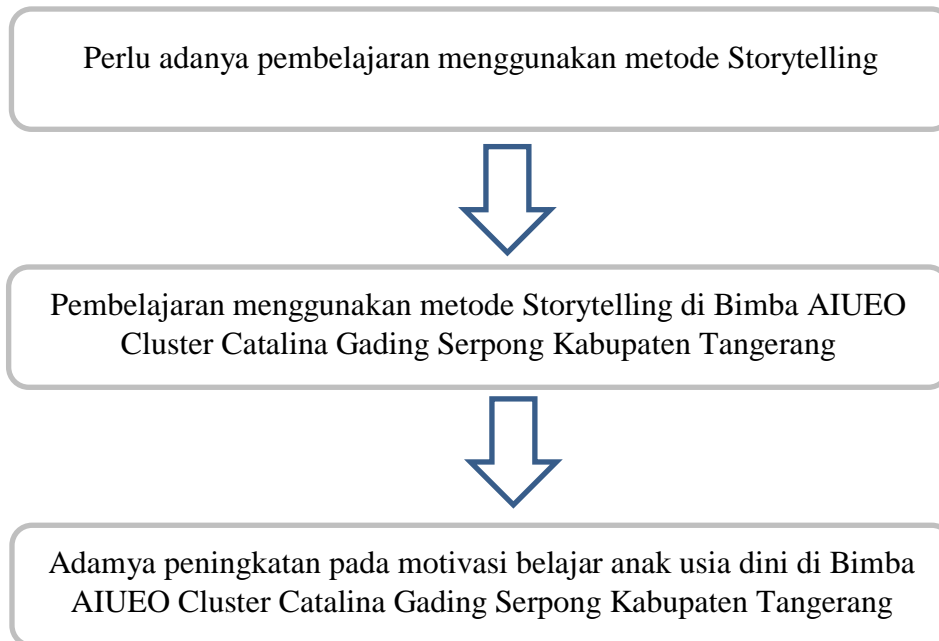 Perlu adanya pembelajaran menggunakan metode Storytelling
Pembelajaran menggunakan metode Storytelling di Bimba AIUEO
Cluster Catalina Gading Serpong Kabupaten Tangerang
Adamya peningkatan pada motivasi belajar anak usia dini di Bimba
AIUEO Cluster Catalina Gading Serpong Kabupaten Tangerang